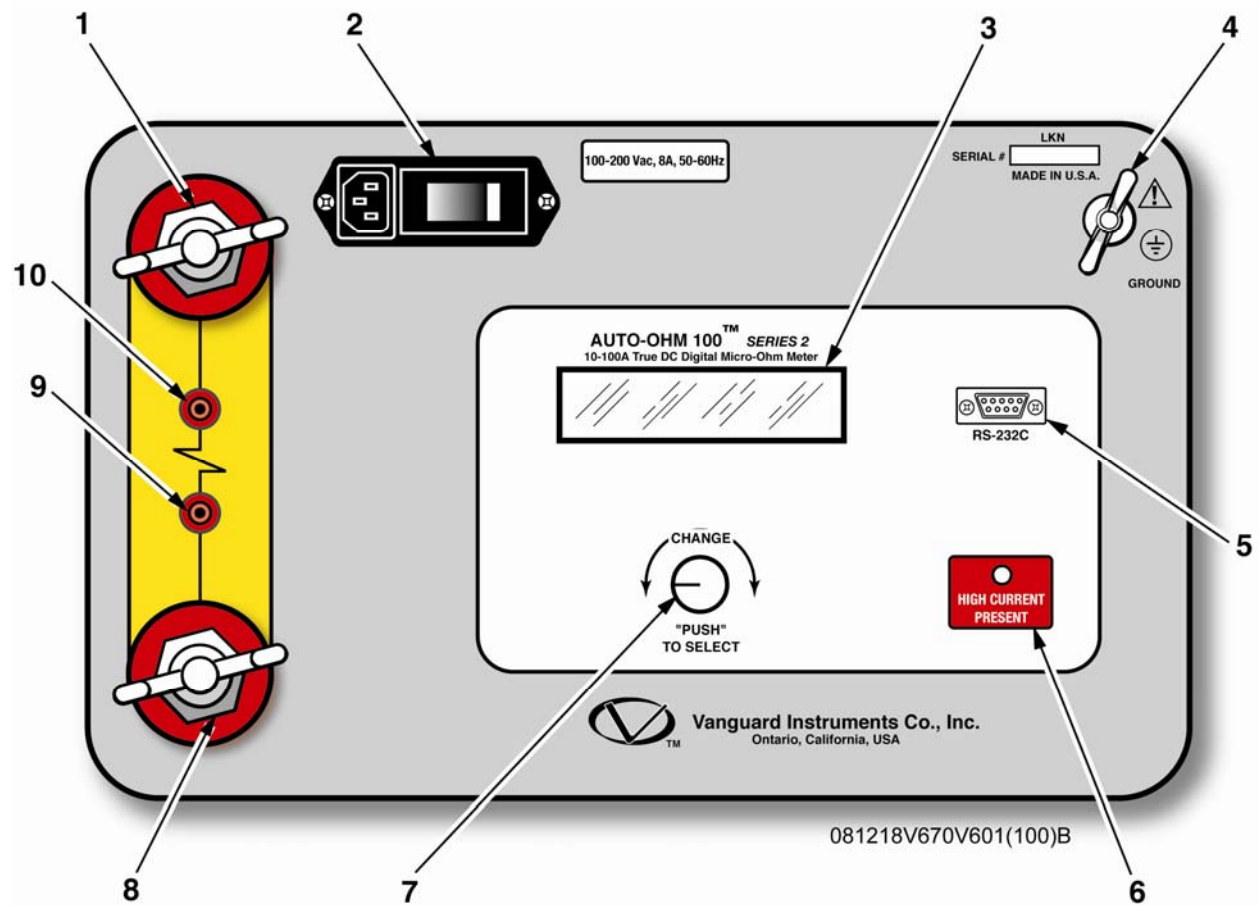 1
2
3
4
100-200 Vac, 8A, 50-60Hz
LKN
SERIAL #
MADE IN U.S.A.
GROUND
10
AUTO-OHM 100™ SERIES 2
10-100A True DC Digital Micro-Ohm Meter
9
RS-232C
5
CHANGE
"PUSH"
TO SELECT
HIGH CURRENT
PRESENT
V
TM
Vanguard Instruments Co., Inc.
Ontario, California, USA
081218V670V601(100)B
8
7
6